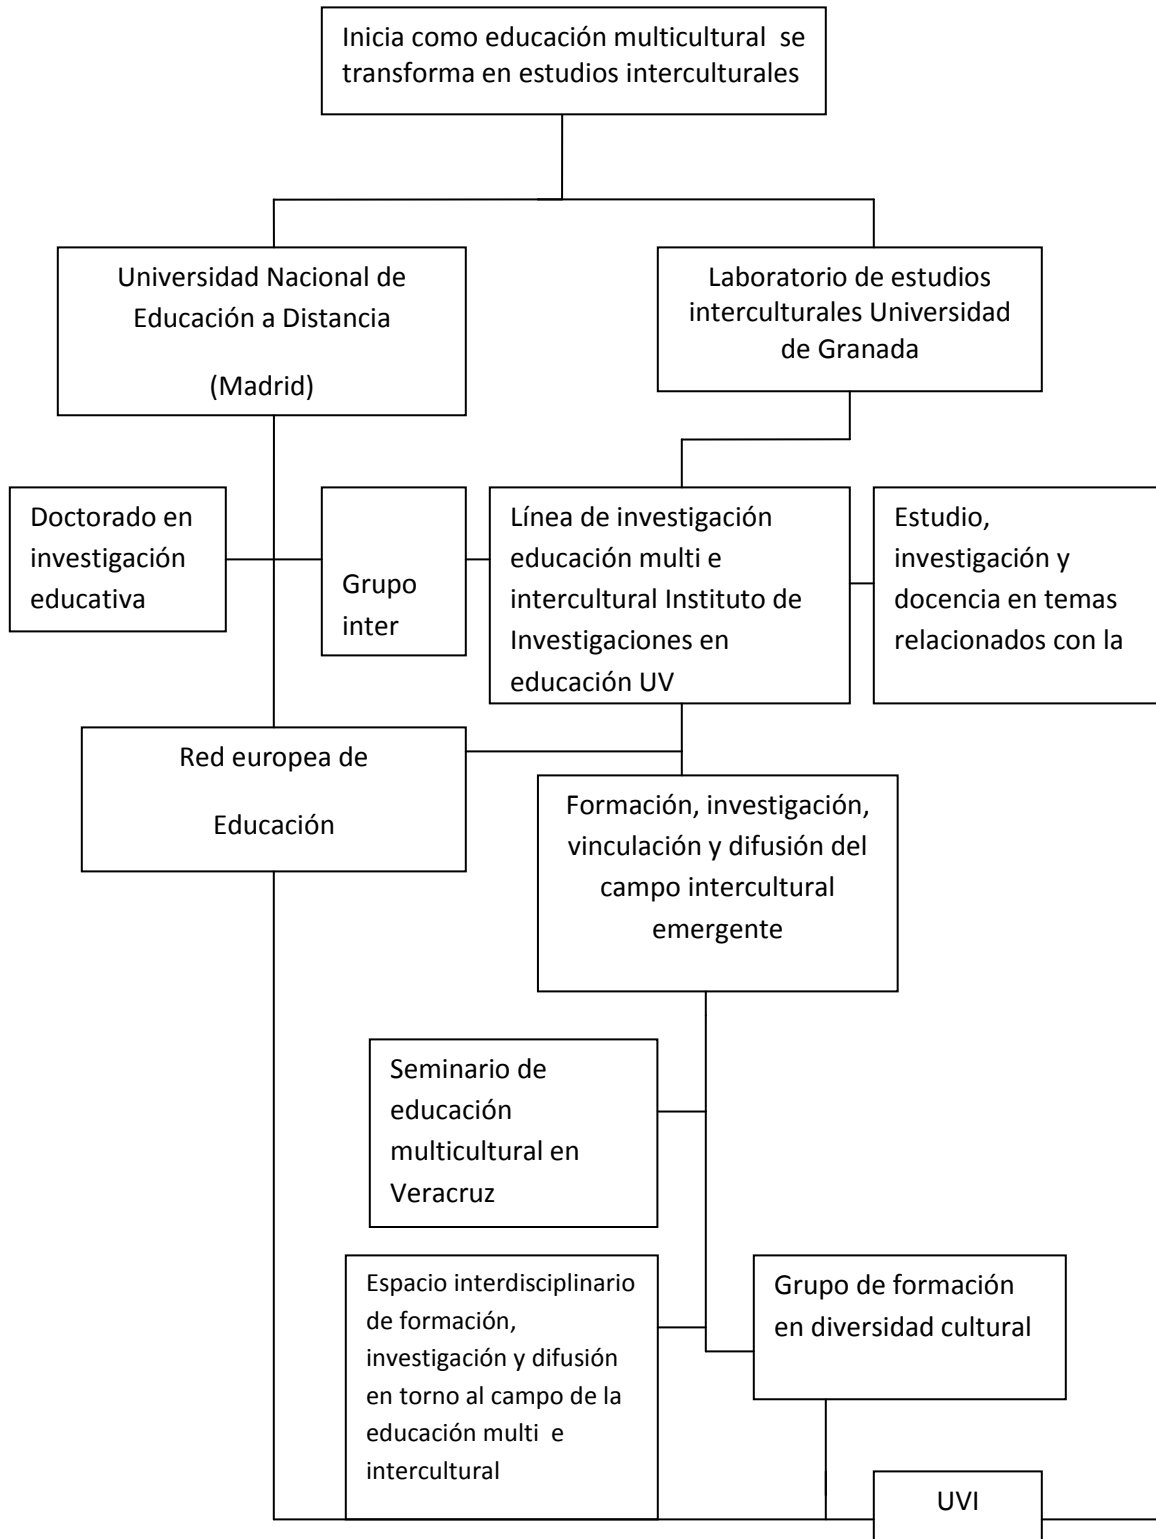 Inicia como educación multicultural se
transforma en estudios interculturales
Universidad Nacional de
Educación a Distancia
(Madrid)
Laboratorio de estudios
interculturales Universidad
de Granada
Doctorado en
investigación
educativa
Grupo
inter
Línea de investigación
educación multi e
intercultural Instituto de
Investigaciones en
educación UV
Estudio,
investigación y
docencia en temas
relacionados con la
Red europea de
Educación
Formación, investigación,
vinculación y difusión del
campo intercultural
emergente
Seminario de
educación
multicultural en
Veracruz
Espacio interdisciplinario
de formación,
investigación y difusión
en torno al campo de la
educación multi e
intercultural
Grupo de formación
en diversidad cultural
UVI